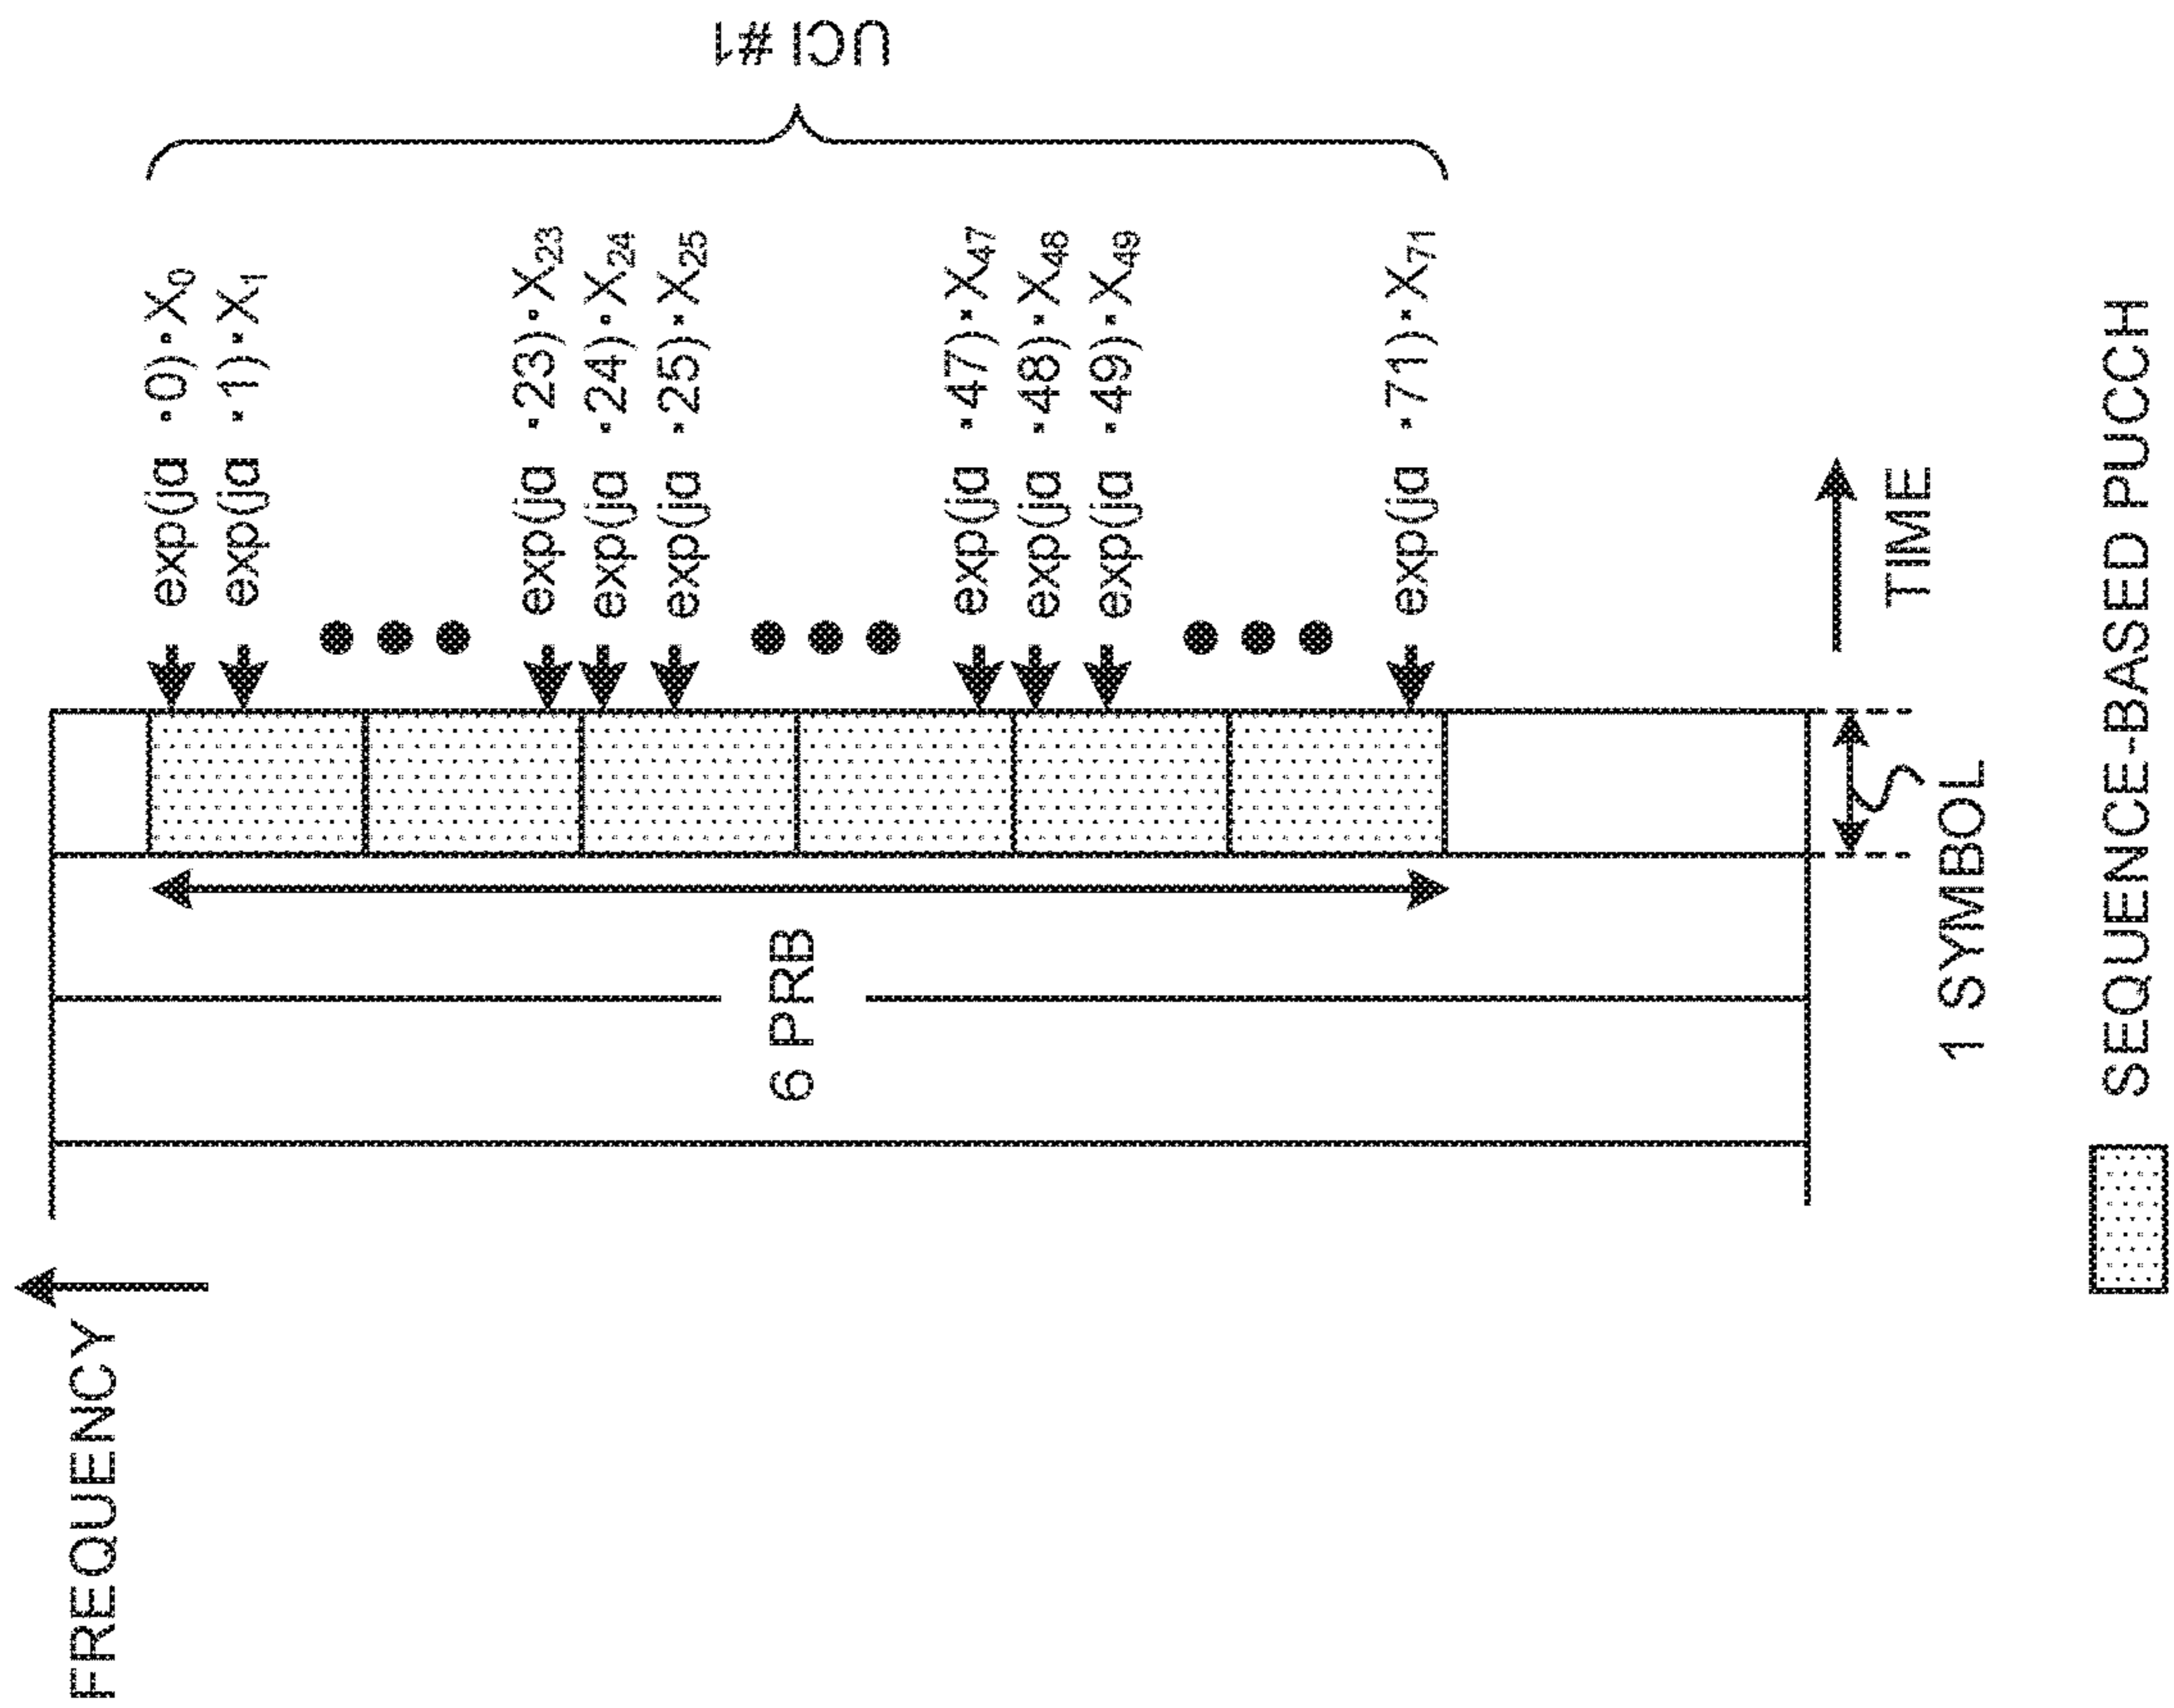 FREQUENCY
6 PRB
exp(jα ·0)·X0
exp(jα ·1)·X1
exp(jα ·23)·X23
exp(jα ·24)·X24
exp(jα ·25)·X25
exp(jα ·47)·X47
exp(jα ·48)·X48
exp(jα ·49)·X49
exp(jα ·71)·X71
UCI #1
TIME
1 SYMBOL
SEQUENCE-BASED PUCCH